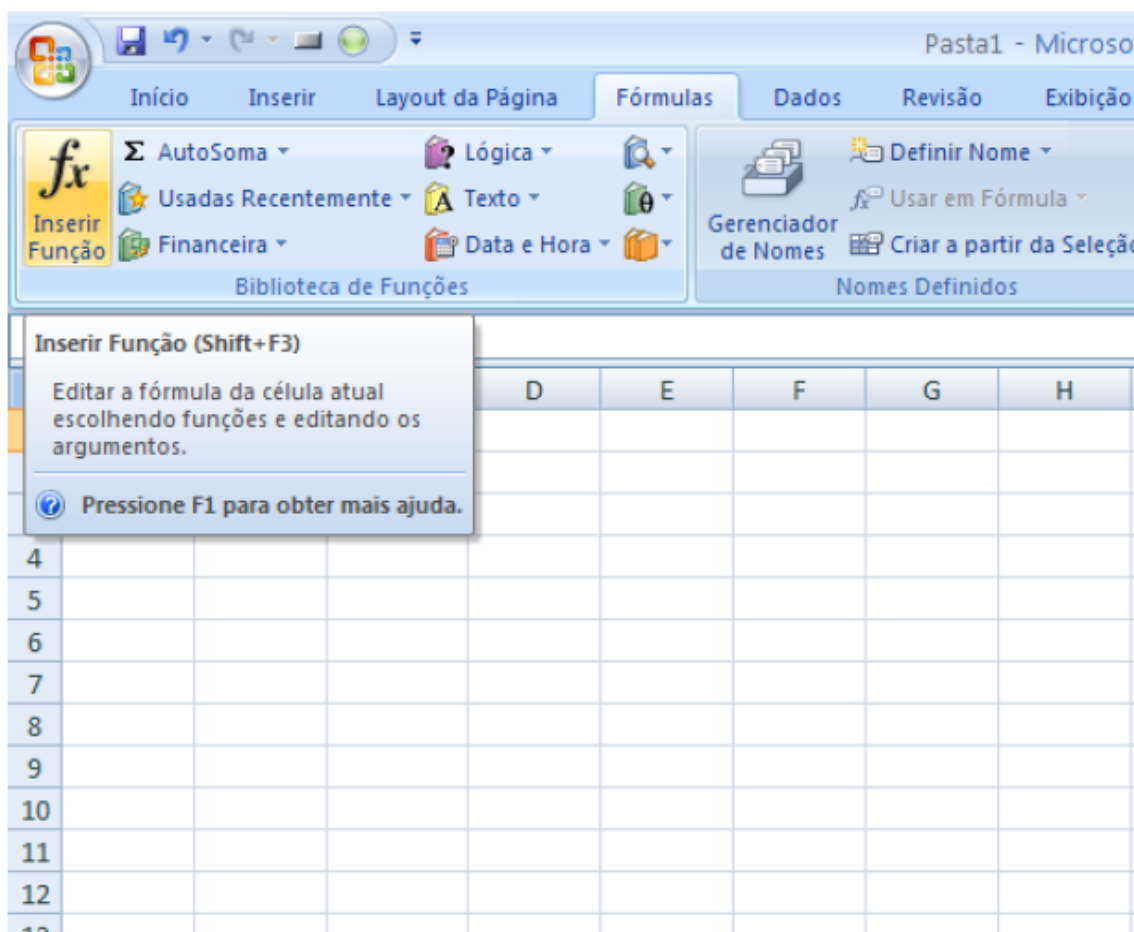 Pasta1 - Microso
Início Inserir Layout da Página Fórmulas Dados Revisão Exibição
fx
Inserir
Função
Σ AutoSoma
Usadas Recentemente
Financeira
Lógica
Texto
Data e Hora
Biblioteca de Funções
Gerenciador
de Nomes
Definir Nome
Usar em Fórmula
Criar a partir da Seleção
Nomes Definidos
Inserir Função (Shift+F3)
Editar a fórmula da célula atual
escolhendo funções e editando os
argumentos.
Pressione F1 para obter mais ajuda.
D E F G H
4
5
6
7
8
9
10
11
12